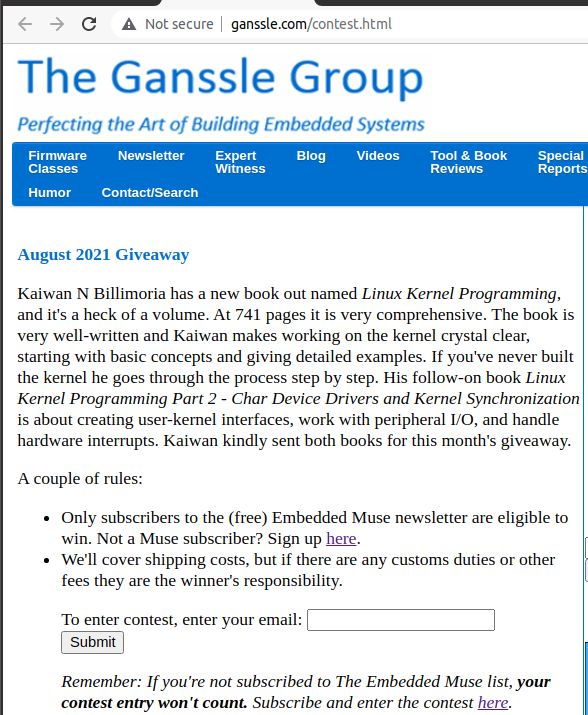 Not secure | ganssle.com/contest.html
The Ganssle Group
Perfecting the Art of Building Embedded Systems
Firmware Classes Newsletter Expert Witness Blog Videos Tool & Book Reviews Special Reports
Humor Contact/Search
August 2021 Giveaway
Kaiwan N Billimoria has a new book out named Linux Kernel Programming,
and it's a heck of a volume. At 741 pages it is very comprehensive. The book is
very well-written and Kaiwan makes working on the kernel crystal clear,
starting with basic concepts and giving detailed examples. If you've never built
the kernel he goes through the process step by step. His follow-on book Linux
Kernel Programming Part 2 - Char Device Drivers and Kernel Synchronization
is about creating user-kernel interfaces, work with peripheral I/O, and handle
hardware interrupts. Kaiwan kindly sent both books for this month's giveaway.
A couple of rules:
• Only subscribers to the (free) Embedded Muse newsletter are eligible to
win. Not a Muse subscriber? Sign up here.
• We'll cover shipping costs, but if there are any customs duties or other
fees they are the winner's responsibility.
To enter contest, enter your email:
Submit
Remember: If you're not subscribed to The Embedded Muse list, your
contest entry won't count. Subscribe and enter the contest here.